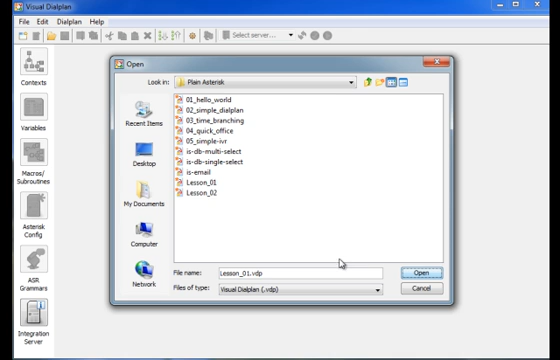 Visual Dialplan
File Edit Dialplan Help
Select server...
Contexts
Variables
Macros/
Subroutines
Asterisk
Config
ASR
Grammars
Integration
Server
Open
Look in: Plain Asterisk
Recent Items
Desktop
My Documents
Computer
Network
01_hello_world
02_simple_dialplan
03_time_branching
04_quick_office
05_simple-ivr
is-db-multi-select
is-db-single-select
is-email
Lesson_01
Lesson_02
File name: Lesson_01.vdp Open
Files of type: Visual Dialplan (.vdp) Cancel